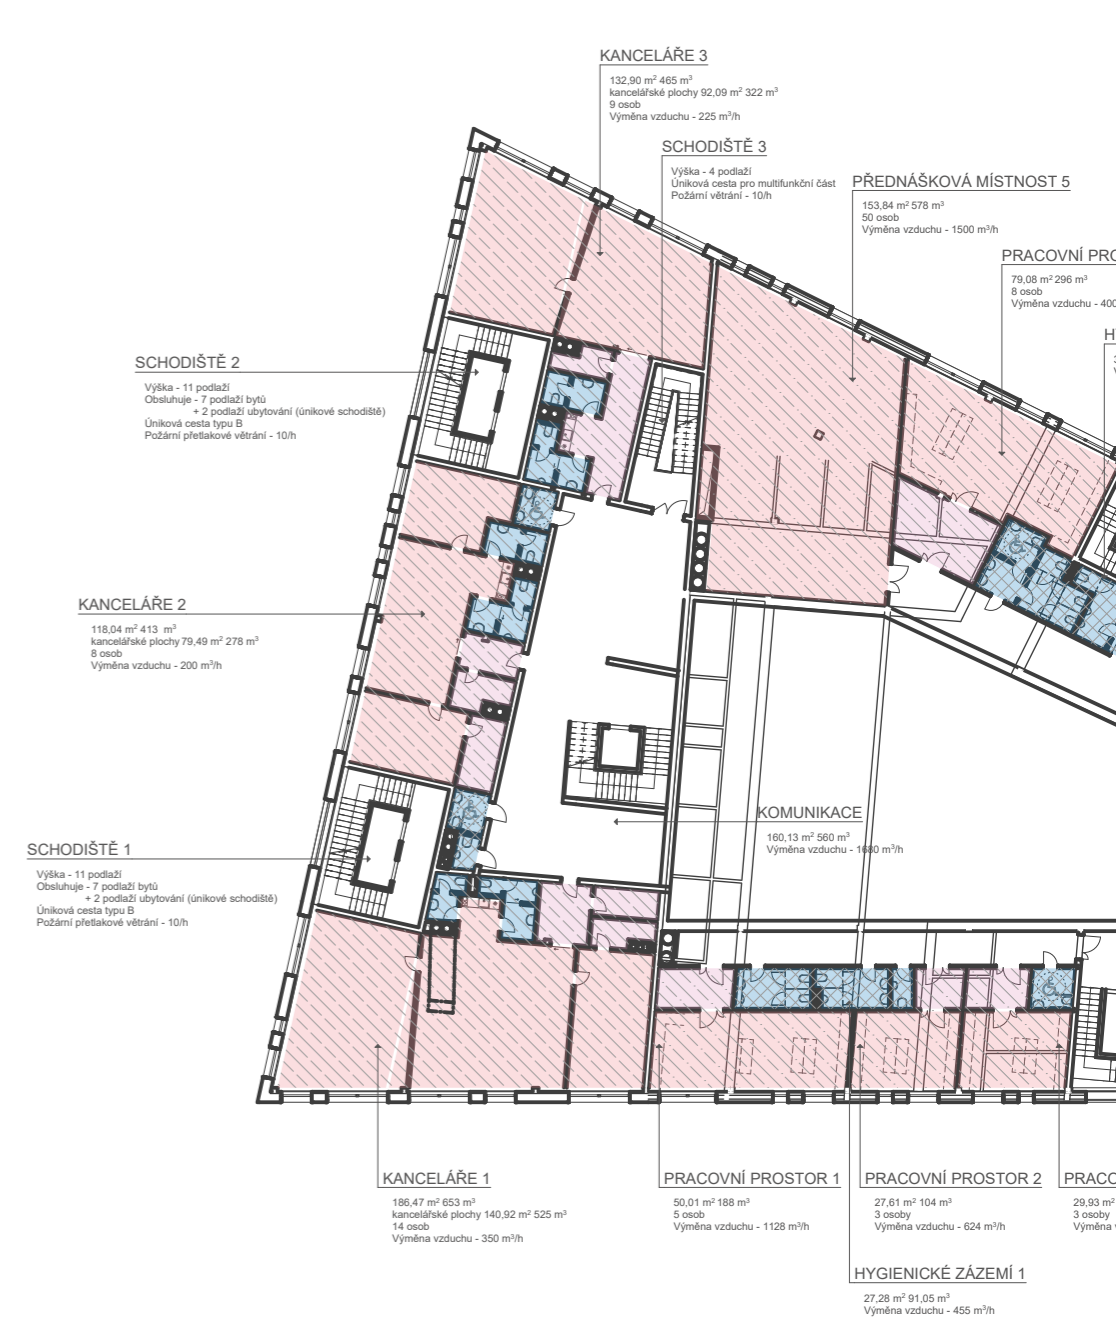 KANCELÁŘE 3
132,90 m² 465 m³
kancelářské plochy 92,09 m² 322 m³
9 osob
Výměna vzduchu - 225 m³/h
SCHODIŠTĚ 3
Výška - 4 podlaží
Úniková cesta pro multifunkční část
Požární větrání - 10/h
PŘEDNÁŠKOVÁ MÍSTNOST 5
153,84 m² 578 m³
50 osob
Výměna vzduchu - 1500 m³/h
PRACOVNÍ PRO
79,08 m² 296 m³
8 osob
Výměna vzduchu - 400
SCHODIŠTĚ 2
Výška - 11 podlaží
Obsluhuje - 7 podlaží bytů
+ 2 podlaží ubytování (únikové schodiště)
Úniková cesta typu B
Požární přetlakové větrání - 10/h
KANCELÁŘE 2
118,04 m² 413 m³
kancelářské plochy 79,49 m² 278 m³
8 osob
Výměna vzduchu - 200 m³/h
KOMUNIKACE
160,13 m² 560 m³
Výměna vzduchu - 1680 m³/h
SCHODIŠTĚ 1
Výška - 11 podlaží
Obsluhuje - 7 podlaží bytů
+ 2 podlaží ubytování (únikové schodiště)
Úniková cesta typu B
Požární přetlakové větrání - 10/h
KANCELÁŘE 1
186,47 m² 653 m³
kancelářské plochy 140,92 m² 525 m³
14 osob
Výměna vzduchu - 350 m³/h
PRACOVNÍ PROSTOR 1
50,01 m² 188 m³
5 osob
Výměna vzduchu - 1128 m³/h
PRACOVNÍ PROSTOR 2
27,61 m² 104 m³
3 osoby
Výměna vzduchu - 624 m³/h
PRACO
29,93 m²
3 osoby
Výměna
HYGIENICKÉ ZÁZEMÍ 1
27,28 m² 91,05 m³
Výměna vzduchu - 455 m³/h